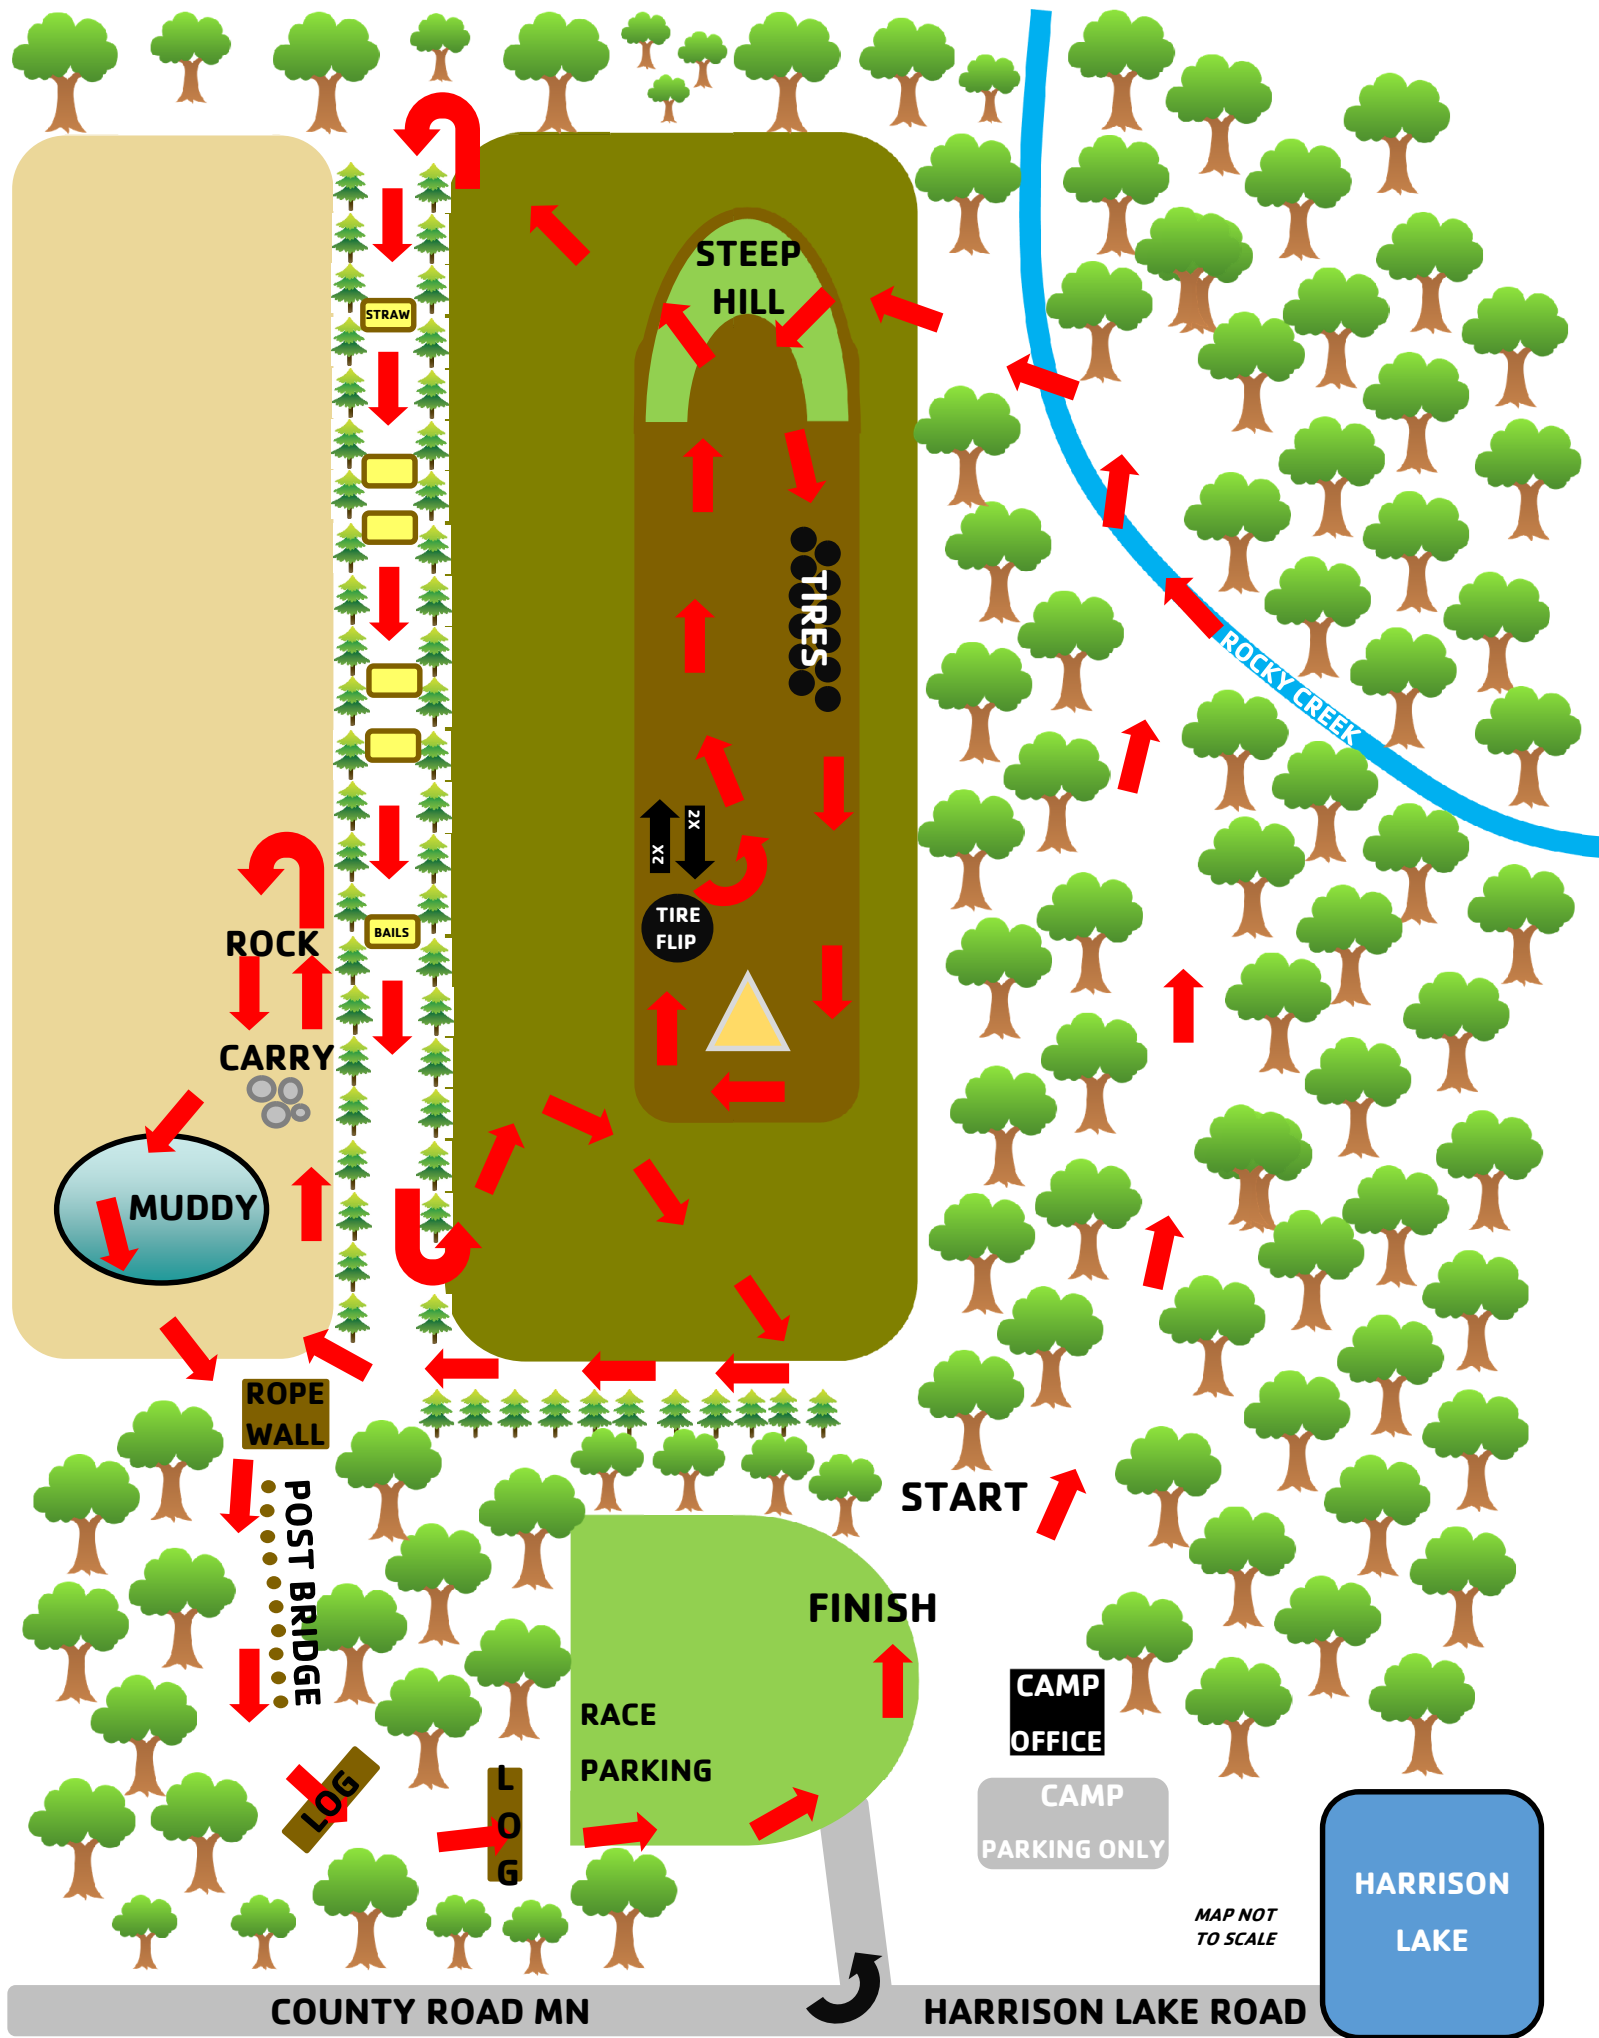 STEEP
HILL
STRAW
TIRES
ROCKY CREEK
2X
2X
TIRE
FLIP
BAILS
ROCK
CARRY
MUDDY
ROPE
WALL
POST BRIDGE
START
FINISH
RACE
PARKING
LOG
LOG
CAMP
OFFICE
CAMP
PARKING ONLY
HARRISON
LAKE
MAP NOT
TO SCALE
COUNTY ROAD MN
HARRISON LAKE ROAD